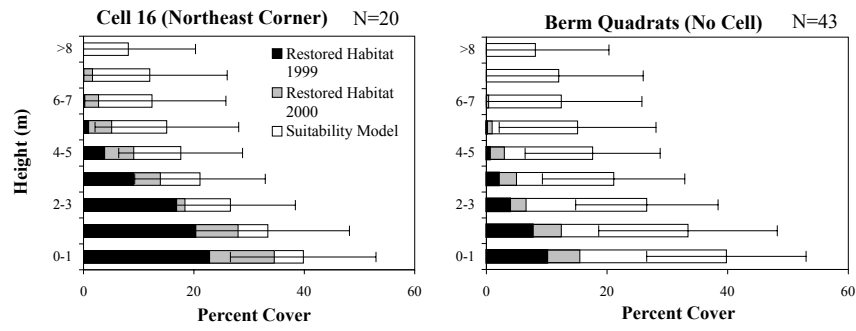 Cell 16 (Northeast Corner) N=20
>8
6-7
4-5
2-3
0-1
Height (m)
Restored Habitat 1999
Restored Habitat 2000
Suitability Model
0 20 40 60
Percent Cover
Berm Quadrats (No Cell) N=43
>8
6-7
4-5
2-3
0-1
0 20 40 60
Percent Cover